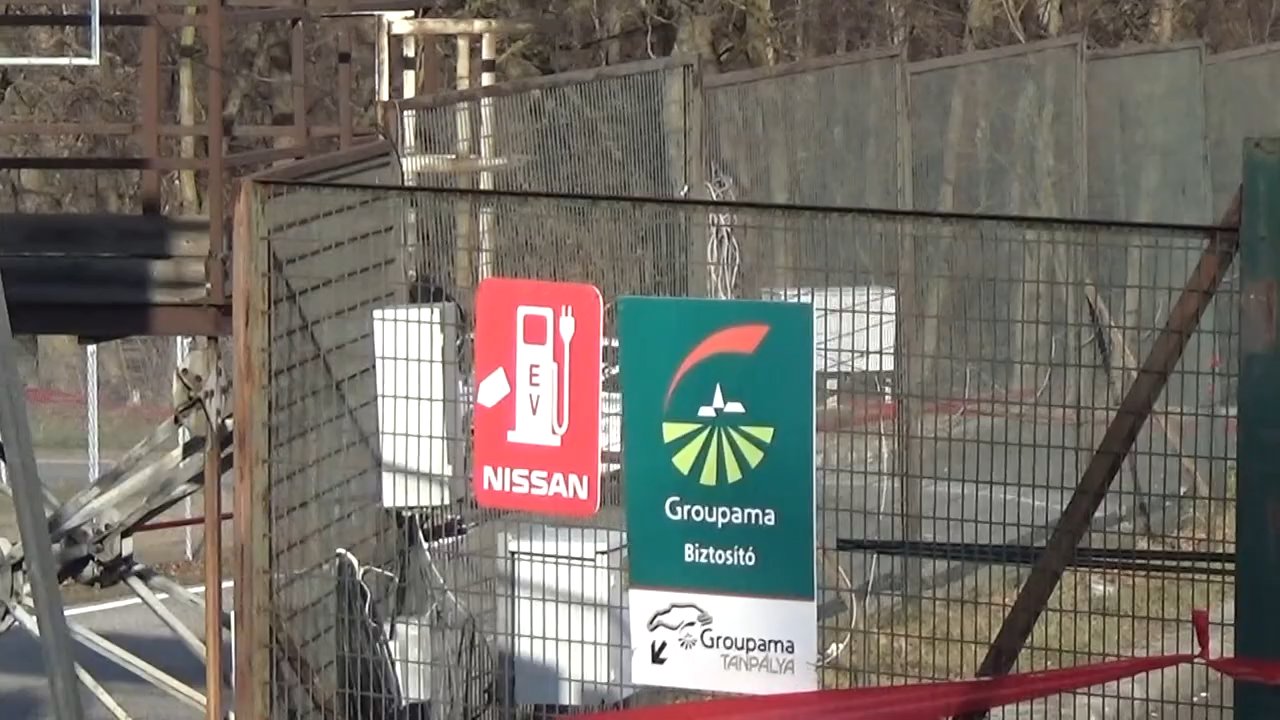 E
V
NISSAN
Groupama
Biztosító
Groupama
TANPÁLYA